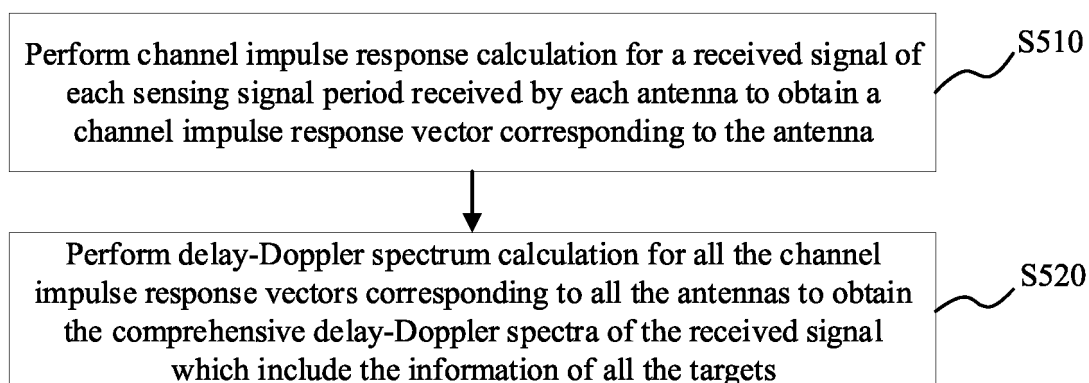 Perform channel impulse response calculation for a received signal of
each sensing signal period received by each antenna to obtain a
channel impulse response vector corresponding to the antenna
S510
Perform delay-Doppler spectrum calculation for all the channel
impulse response vectors corresponding to all the antennas to obtain
the comprehensive delay-Doppler spectra of the received signal
which include the information of all the targets
S520